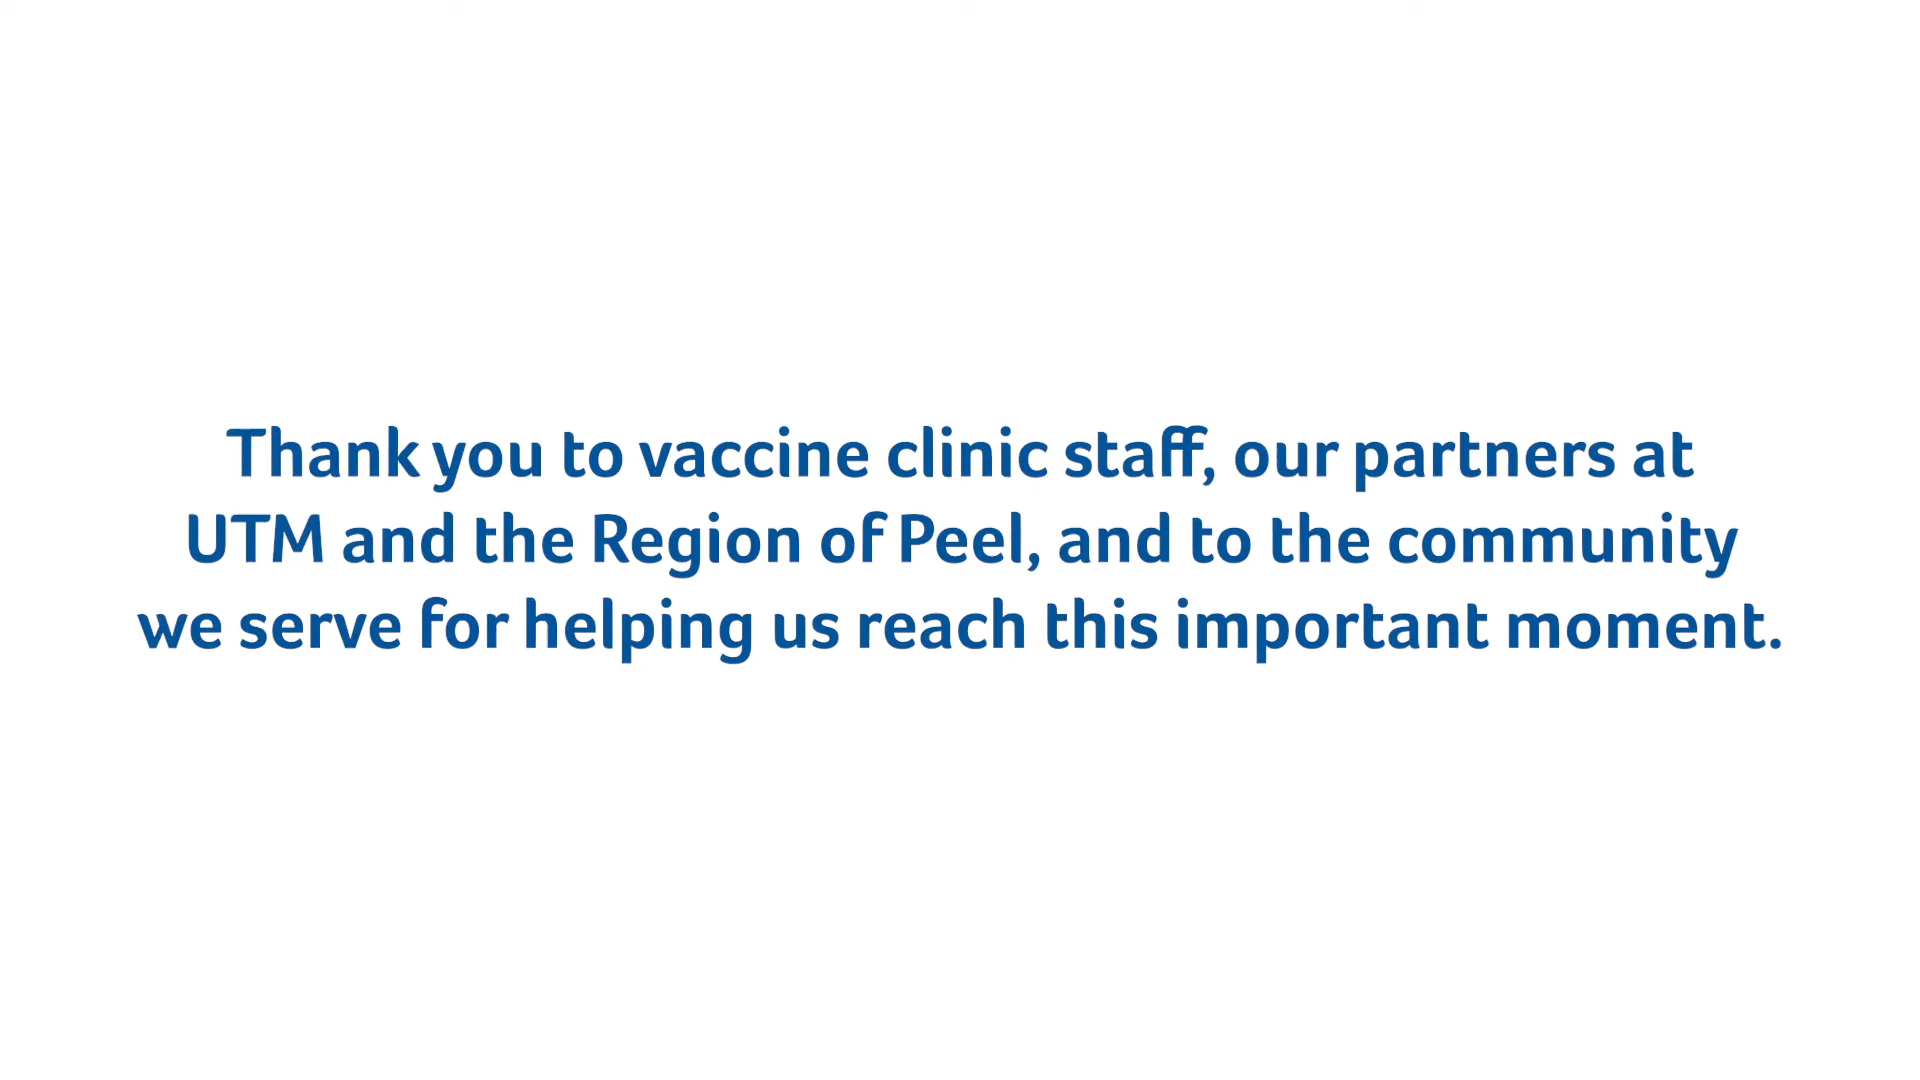 Thank you to vaccine clinic staff, our partners at
UTM and the Region of Peel, and to the community
we serve for helping us reach this important moment.